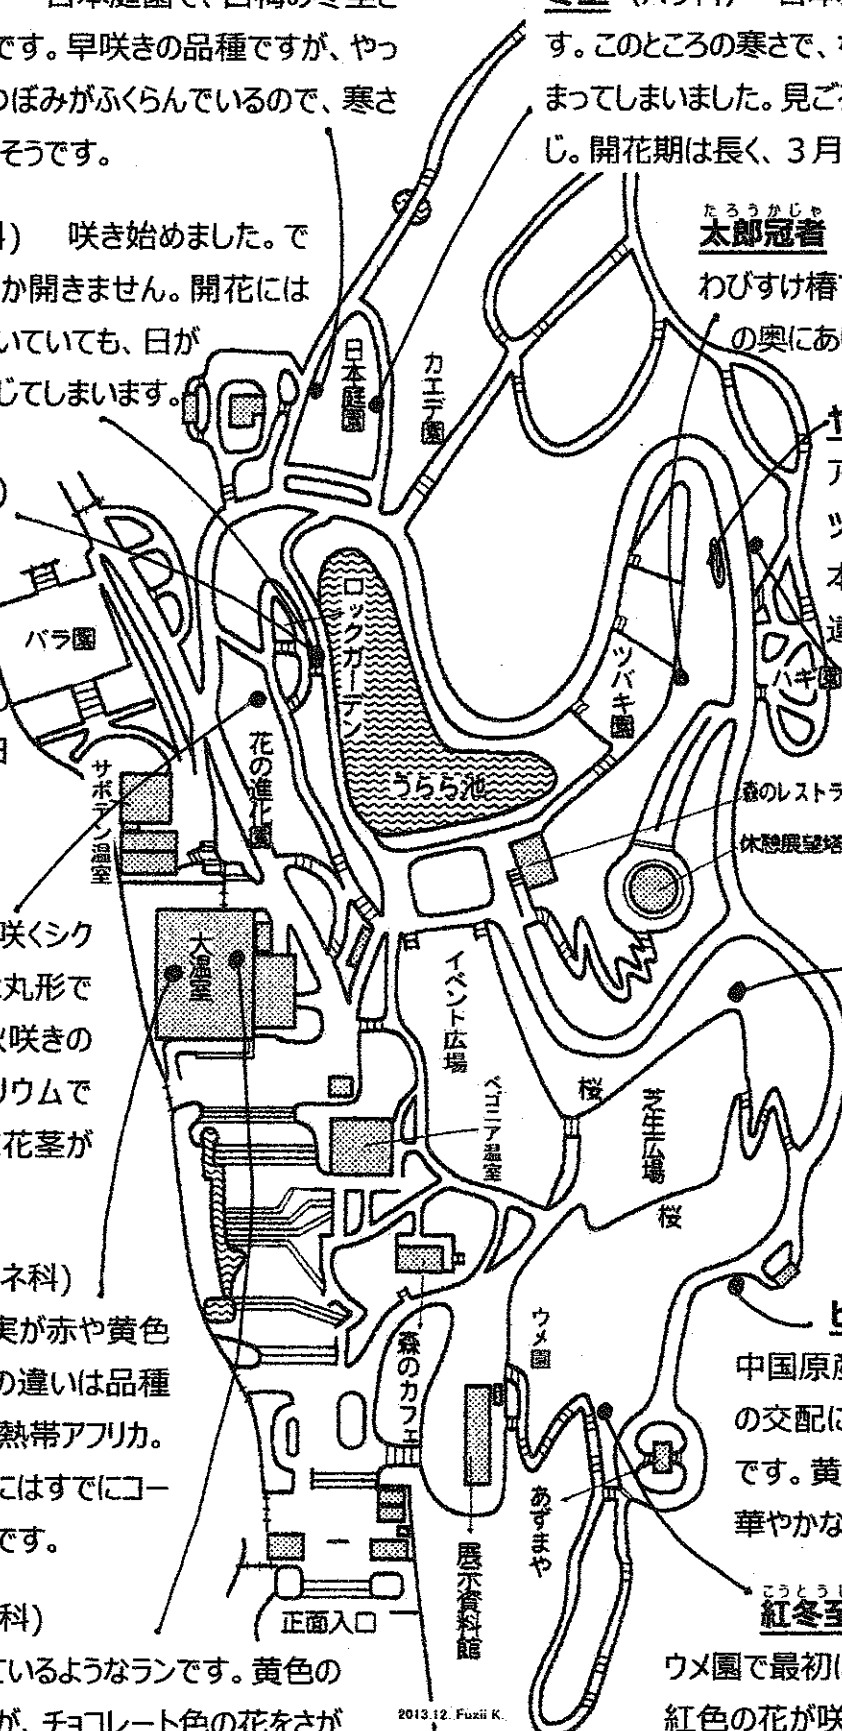 す。このところの寒さで、
です。早咲きの品種ですが、やっ
つぼみがふくらんでいるので、寒さ
そうです。
まってしまいました。見ご
じ。開花期は長く、３月
咲き始めました。で
か開きません。開花には
いていても、日が
じてしまいます。
たろうかじゃ
太郎冠者
わびすけ椿
の奥にあ
日本庭園
カエデ園
ア
ツ
本
バラ園
ロックガーデン
ツバキ園
ハギ園
サボテン温室
花の進化園
うらら池
森のレストラ
休憩展望塔
咲くシク
丸形で
咲きの
リウムで
花茎が
大温室
イベント広場
ベゴニア温室
桜
芝生広場
桜
ネ科)
実が赤や黄色
の違いは品種
熱帯アフリカ。
にはすでにコー
です。
森のカフェ
ウメ園
あずまや
展示資料館
正面入口
ヒ
中国原産
の交配に
です。黄
華やかな
科)
ているようなランです。黄色の
が、チョコレート色の花をさが
こうとうじ
紅冬至
ウメ園で最初に
紅色の花が咲
2013.12. Fuzii K.